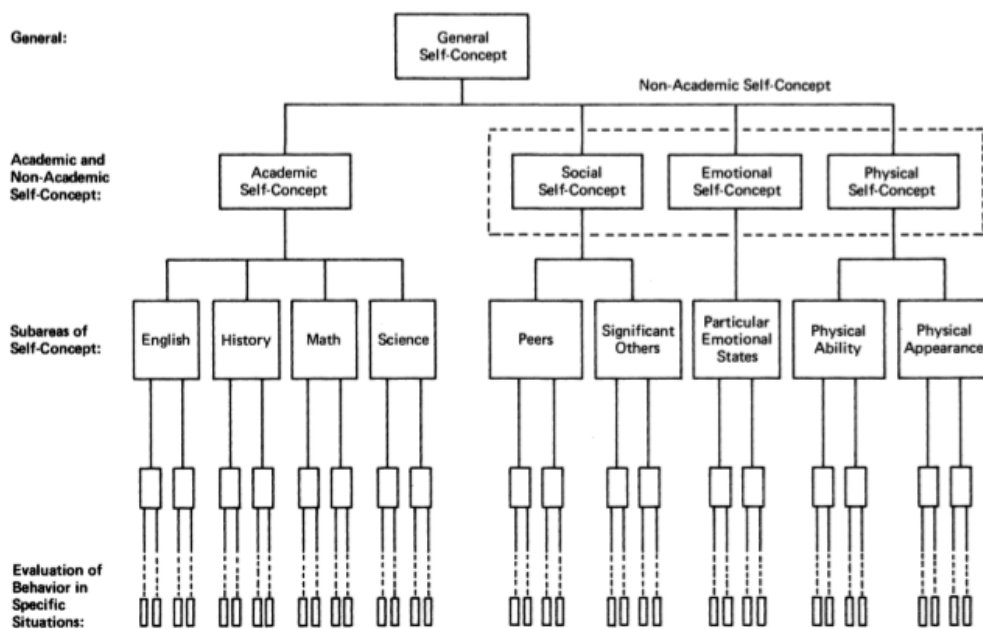 General:
General
Self-Concept
Non-Academic Self-Concept
Academic and
Non-Academic
Self-Concept:
Academic
Self-Concept
Social
Self-Concept
Emotional
Self-Concept
Physical
Self-Concept
Subareas of
Self-Concept:
English
History
Math
Science
Peers
Significant
Others
Particular
Emotional
States
Physical
Ability
Physical
Appearance
Evaluation of
Behavior in
Specific
Situations: